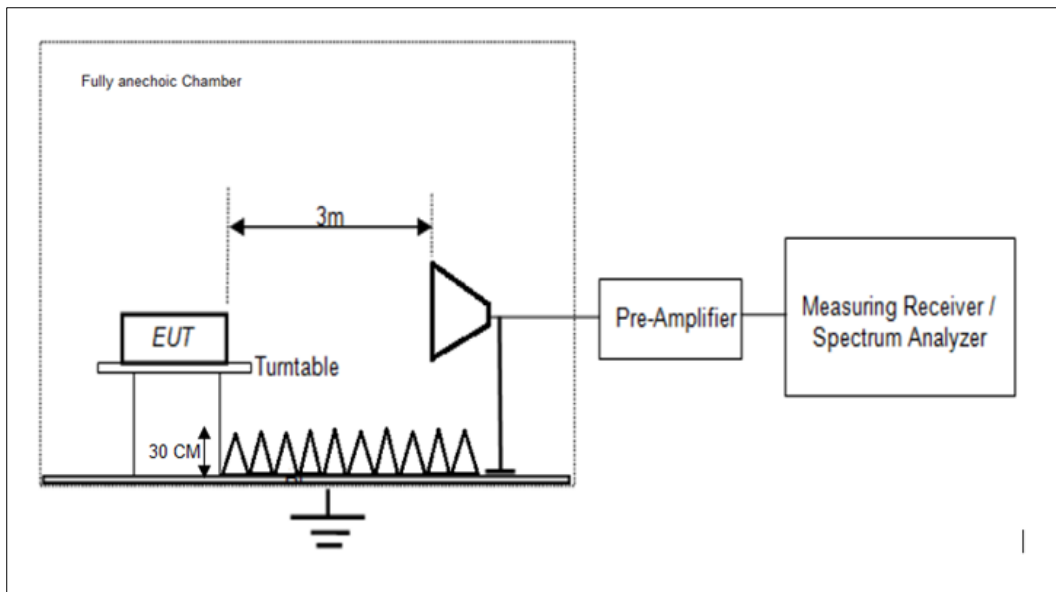 Fully anechoic Chamber
3m
EUT
Turntable
30 CM
Pre-Amplifier
Measuring Receiver /
Spectrum Analyzer